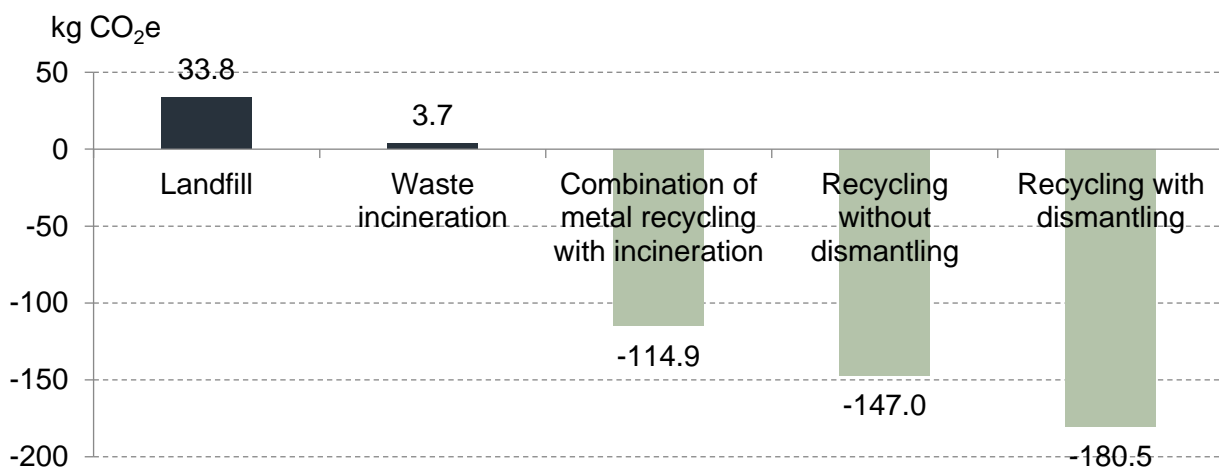 kg CO₂e
50
33.8
3.7
0
Landfill
Waste
incineration
Combination of
metal recycling
with incineration
Recycling
without
dismantling
Recycling with
dismantling
-50
-100
-114.9
-150
-147.0
-180.5
-200